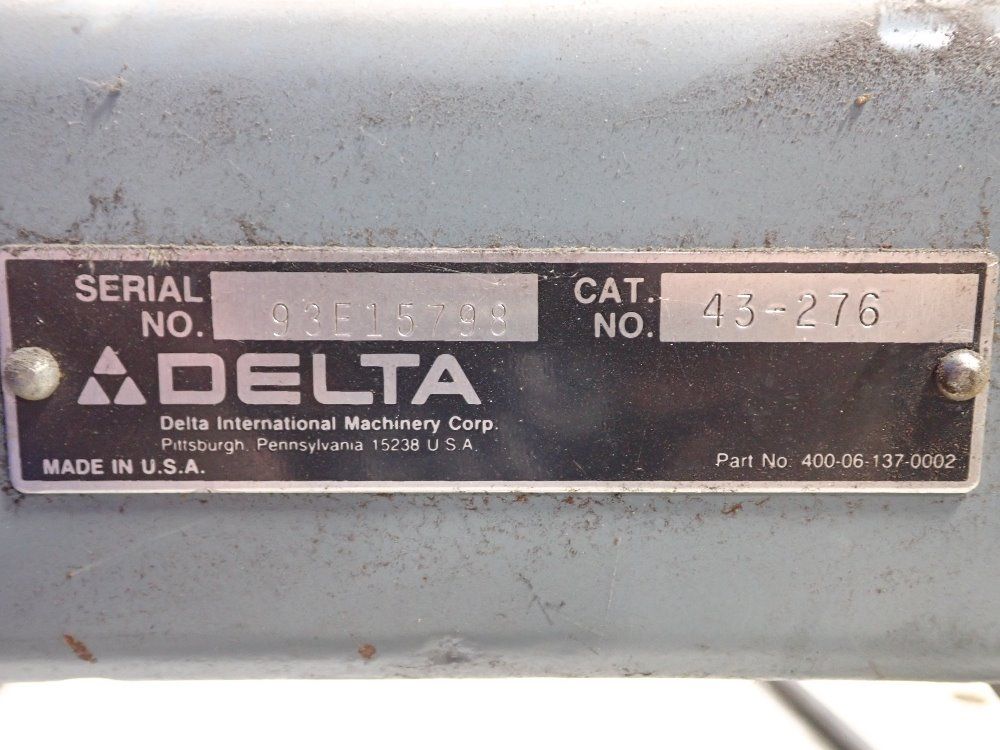 SERIAL NO. 93E15798
CAT. NO. 43-276
DELTA
Delta International Machinery Corp.
Pittsburgh, Pennsylvania 15238 U.S.A.
MADE IN U.S.A.
Part No. 400-06-137-0002